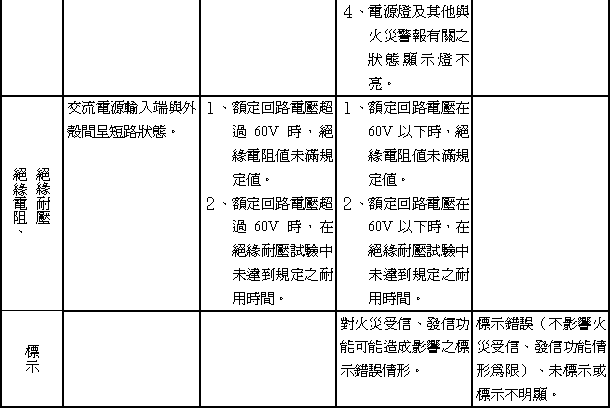 4、電源燈及其他與
火災警報有關之
狀態顯示燈不
亮。
絕緣電阻、
絕緣耐壓
交流電源輸入端與外
殼間呈短路狀態。
1、額定回路電壓超
過 60V 時，絕
緣電阻值未滿規
定值。
2、額定回路電壓超
過 60V 時，在
絕緣耐壓試驗中
未達到規定之耐
用時間。
1、額定回路電壓在
60V 以下時，絕
緣電阻值未滿規
定值。
2、額定回路電壓在
60V 以下時，在
絕緣耐壓試驗中
未達到規定之耐
用時間。
標示
對火災受信、發信功
能可能造成影響之標
示錯誤情形。
標示錯誤（不影響火
災受信、發信功能情
形為限）、未標示或
標示不明顯。